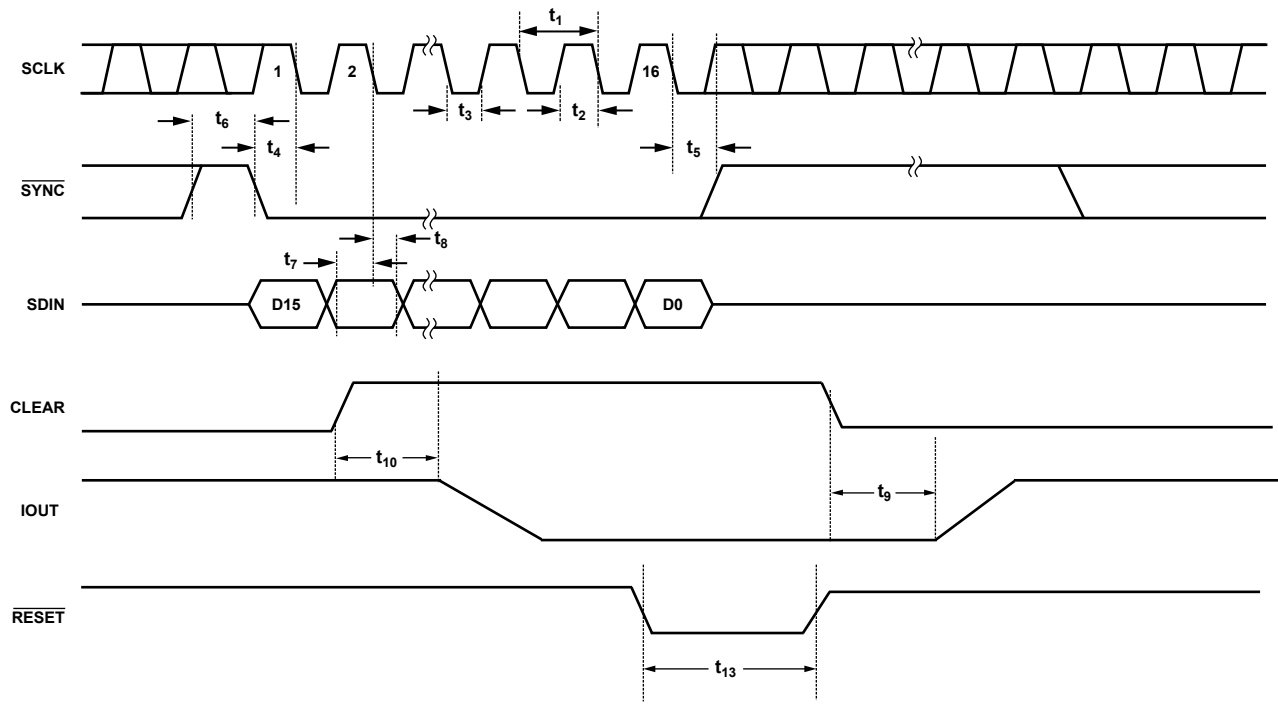 t1
SCLK
1
2
16
t3
t2
t6
t4
t5
SYNC
t8
t7
SDIN
D15
D0
CLEAR
t10
t9
IOUT
RESET
t13